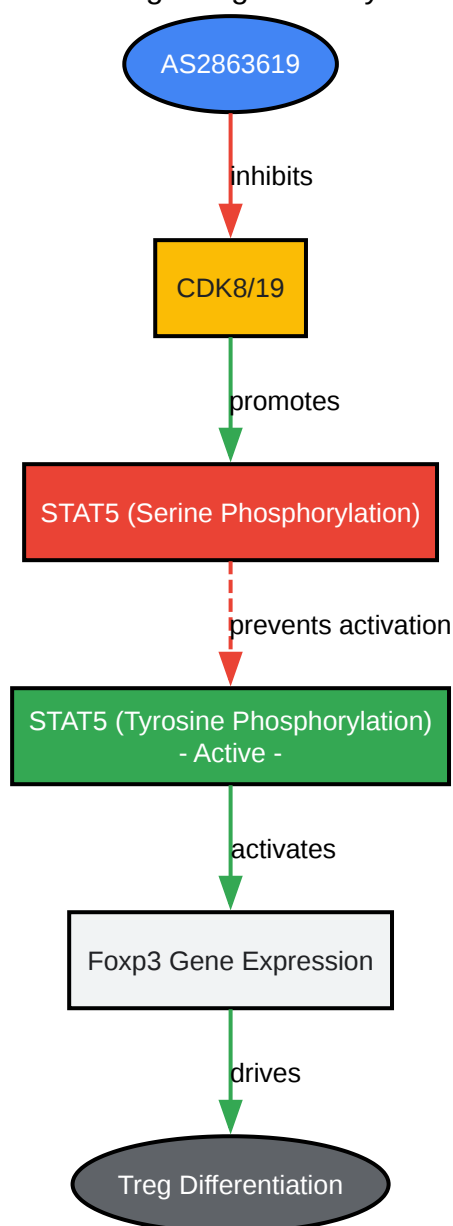 AS2863619
inhibits
CDK8/19
promotes
STAT5 (Serine Phosphorylation)
prevents activation
STAT5 (Tyrosine Phosphorylation)
- Active -
activates
Foxp3 Gene Expression
drives
Treg Differentiation